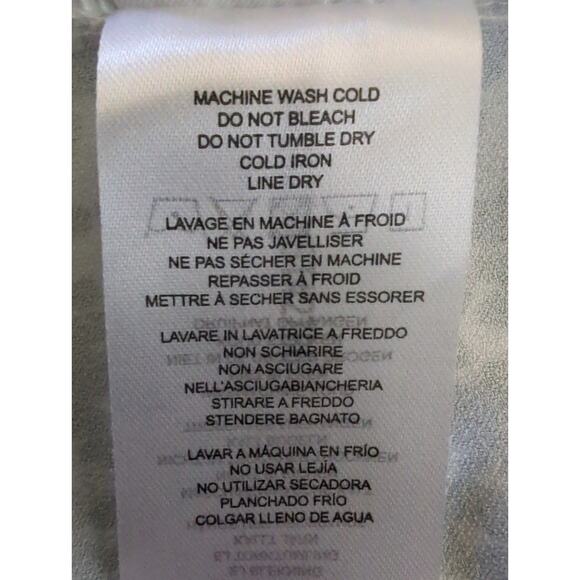 MACHINE WASH COLD
DO NOT BLEACH
DO NOT TUMBLE DRY
COLD IRON
LINE DRY
LAVAGE EN MACHINE À FROID
NE PAS JAVELLISER
NE PAS SÉCHER EN MACHINE
REPASSER À FROID
METTRE À SECHER SANS ESSORER
LAVARE IN LAVATRICE A FREDDO
NON SCHIARIRE
NON ASCIUGARE
NELL'ASCIUGABIANCHERIA
STIRARE A FREDDO
STENDERE BAGNATO
LAVAR A MÁQUINA EN FRÍO
NO USAR LEJÍA
NO UTILIZAR SECADORA
PLANCHADO FRÍO
COLGAR LLENO DE AGUA